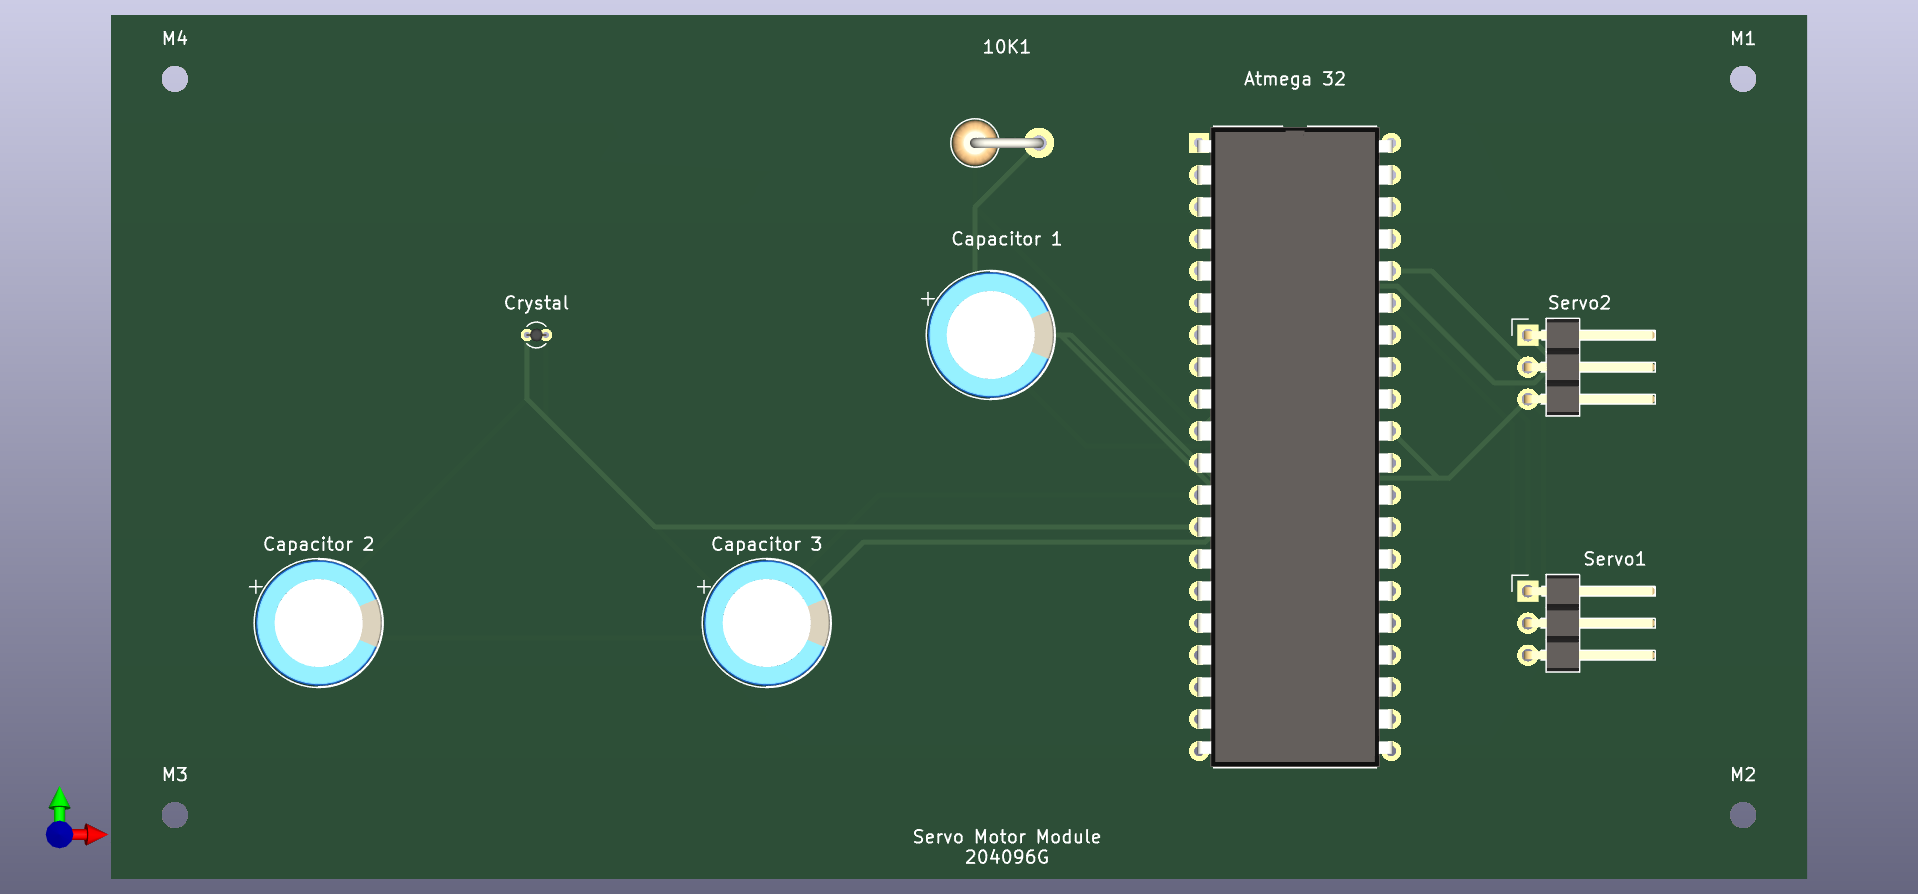 M4
10K1
M1
Atmega 32
Capacitor 1
Crystal
Servo2
Capacitor 2
Capacitor 3
Servo1
M3
M2
Servo Motor Module
204096G